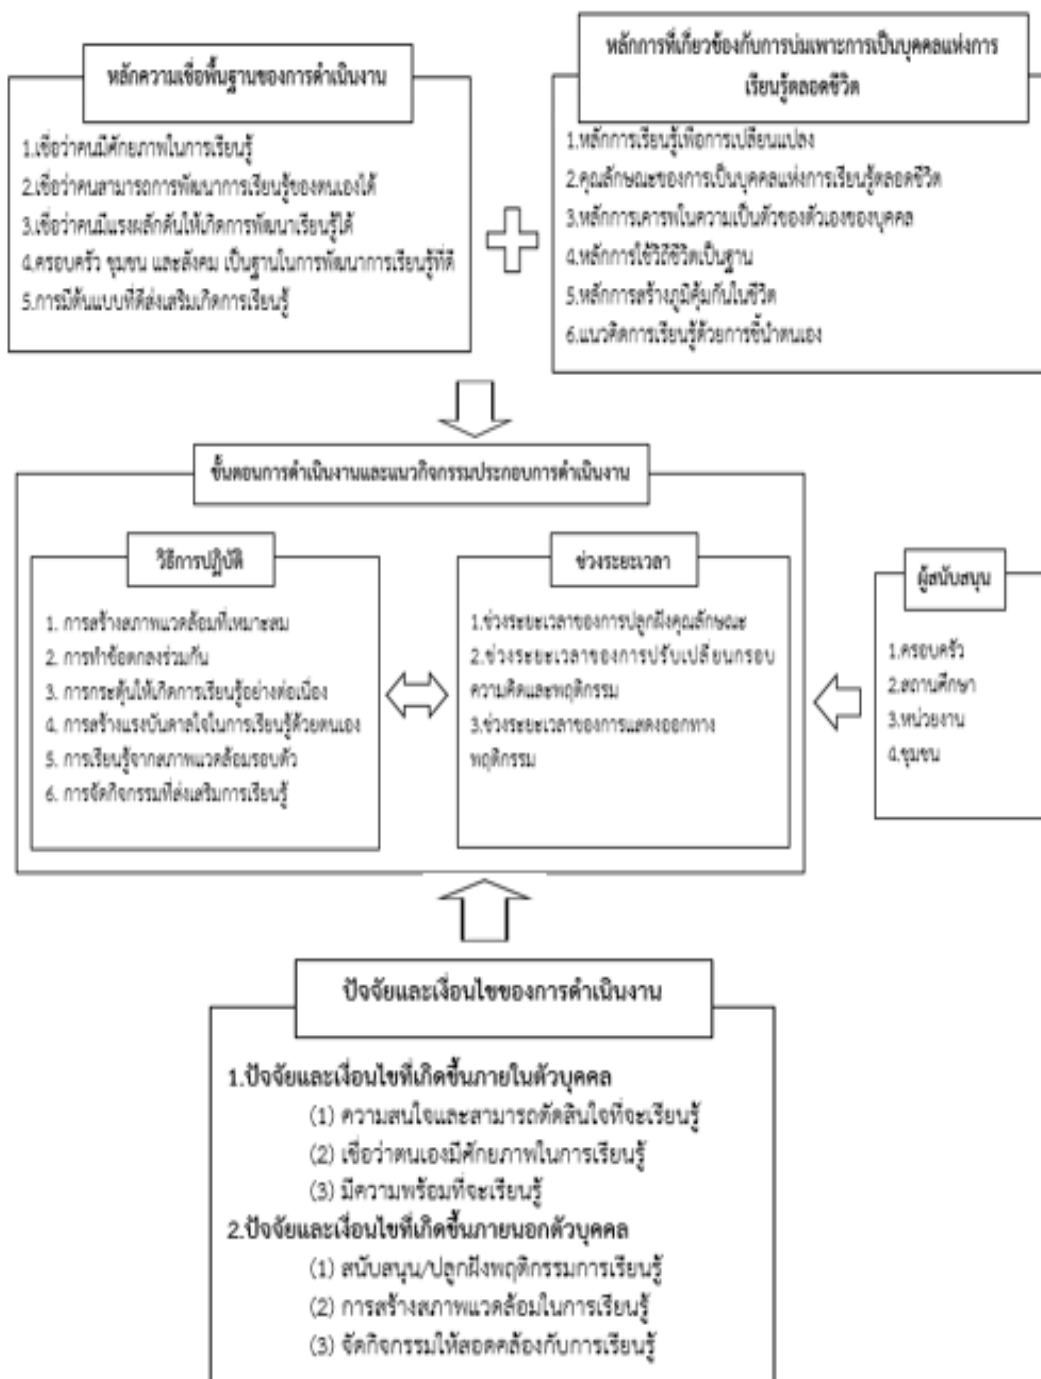 หลักความเชื่อพื้นฐานของการดำเนินงาน
1.เชื่อว่าคนมีศักยภาพในการเรียนรู้
2.เชื่อว่าคนสามารถการพัฒนาการเรียนรู้ของตนเองได้
3.เชื่อว่าคนมีแรงผลักดันให้เกิดการพัฒนาเรียนรู้ได้
4.ครอบครัว ชุมชน และสังคม เป็นฐานในการพัฒนาการเรียนรู้ที่ดี
5.การมีต้นแบบที่ดีส่งเสริมเกิดการเรียนรู้
หลักการที่เกี่ยวข้องกับการบ่มเพาะการเป็นบุคคลแห่งการ
เรียนรู้ตลอดชีวิต
1.หลักการเรียนรู้เพื่อการเปลี่ยนแปลง
2.คุณลักษณะของการเป็นบุคคลแห่งการเรียนรู้ตลอดชีวิต
3.หลักการเคารพในความเป็นตัวของตัวเองของบุคคล
4.หลักการใช้วิถีชีวิตเป็นฐาน
5.หลักการสร้างภูมิคุ้มกันในชีวิต
6.แนวคิดการเรียนรู้ด้วยการชี้นำตนเอง
ขั้นตอนการดำเนินงานและแนวกิจกรรมประกอบการดำเนินงาน
วิธีการปฏิบัติ
1. การสร้างสภาพแวดล้อมที่เหมาะสม
2. การทำข้อตกลงร่วมกัน
3. การกระตุ้นให้เกิดการเรียนรู้อย่างต่อเนื่อง
4. การสร้างแรงบันดาลใจในการเรียนรู้ด้วยตนเอง
5. การเรียนรู้จากสภาพแวดล้อมรอบตัว
6. การจัดกิจกรรมที่ส่งเสริมการเรียนรู้
ช่วงระยะเวลา
1.ช่วงระยะเวลาของการปลูกฝังคุณลักษณะ
2.ช่วงระยะเวลาของการปรับเปลี่ยนกรอบ
ความคิดและพฤติกรรม
3.ช่วงระยะเวลาของการแสดงออกทาง
พฤติกรรม
ผู้สนับสนุน
1.ครอบครัว
2.สถานศึกษา
3.หน่วยงาน
4.ชุมชน
ปัจจัยและเงื่อนไขของการดำเนินงาน
1.ปัจจัยและเงื่อนไขที่เกิดขึ้นภายในตัวบุคคล
(1) ความสนใจและสามารถตัดสินใจที่จะเรียนรู้
(2) เชื่อว่าตนเองมีศักยภาพในการเรียนรู้
(3) มีความพร้อมที่จะเรียนรู้
2.ปัจจัยและเงื่อนไขที่เกิดขึ้นภายนอกตัวบุคคล
(1) สนับสนุน/ปลูกฝังพฤติกรรมการเรียนรู้
(2) การสร้างสภาพแวดล้อมในการเรียนรู้
(3) จัดกิจกรรมให้สอดคล้องกับการเรียนรู้